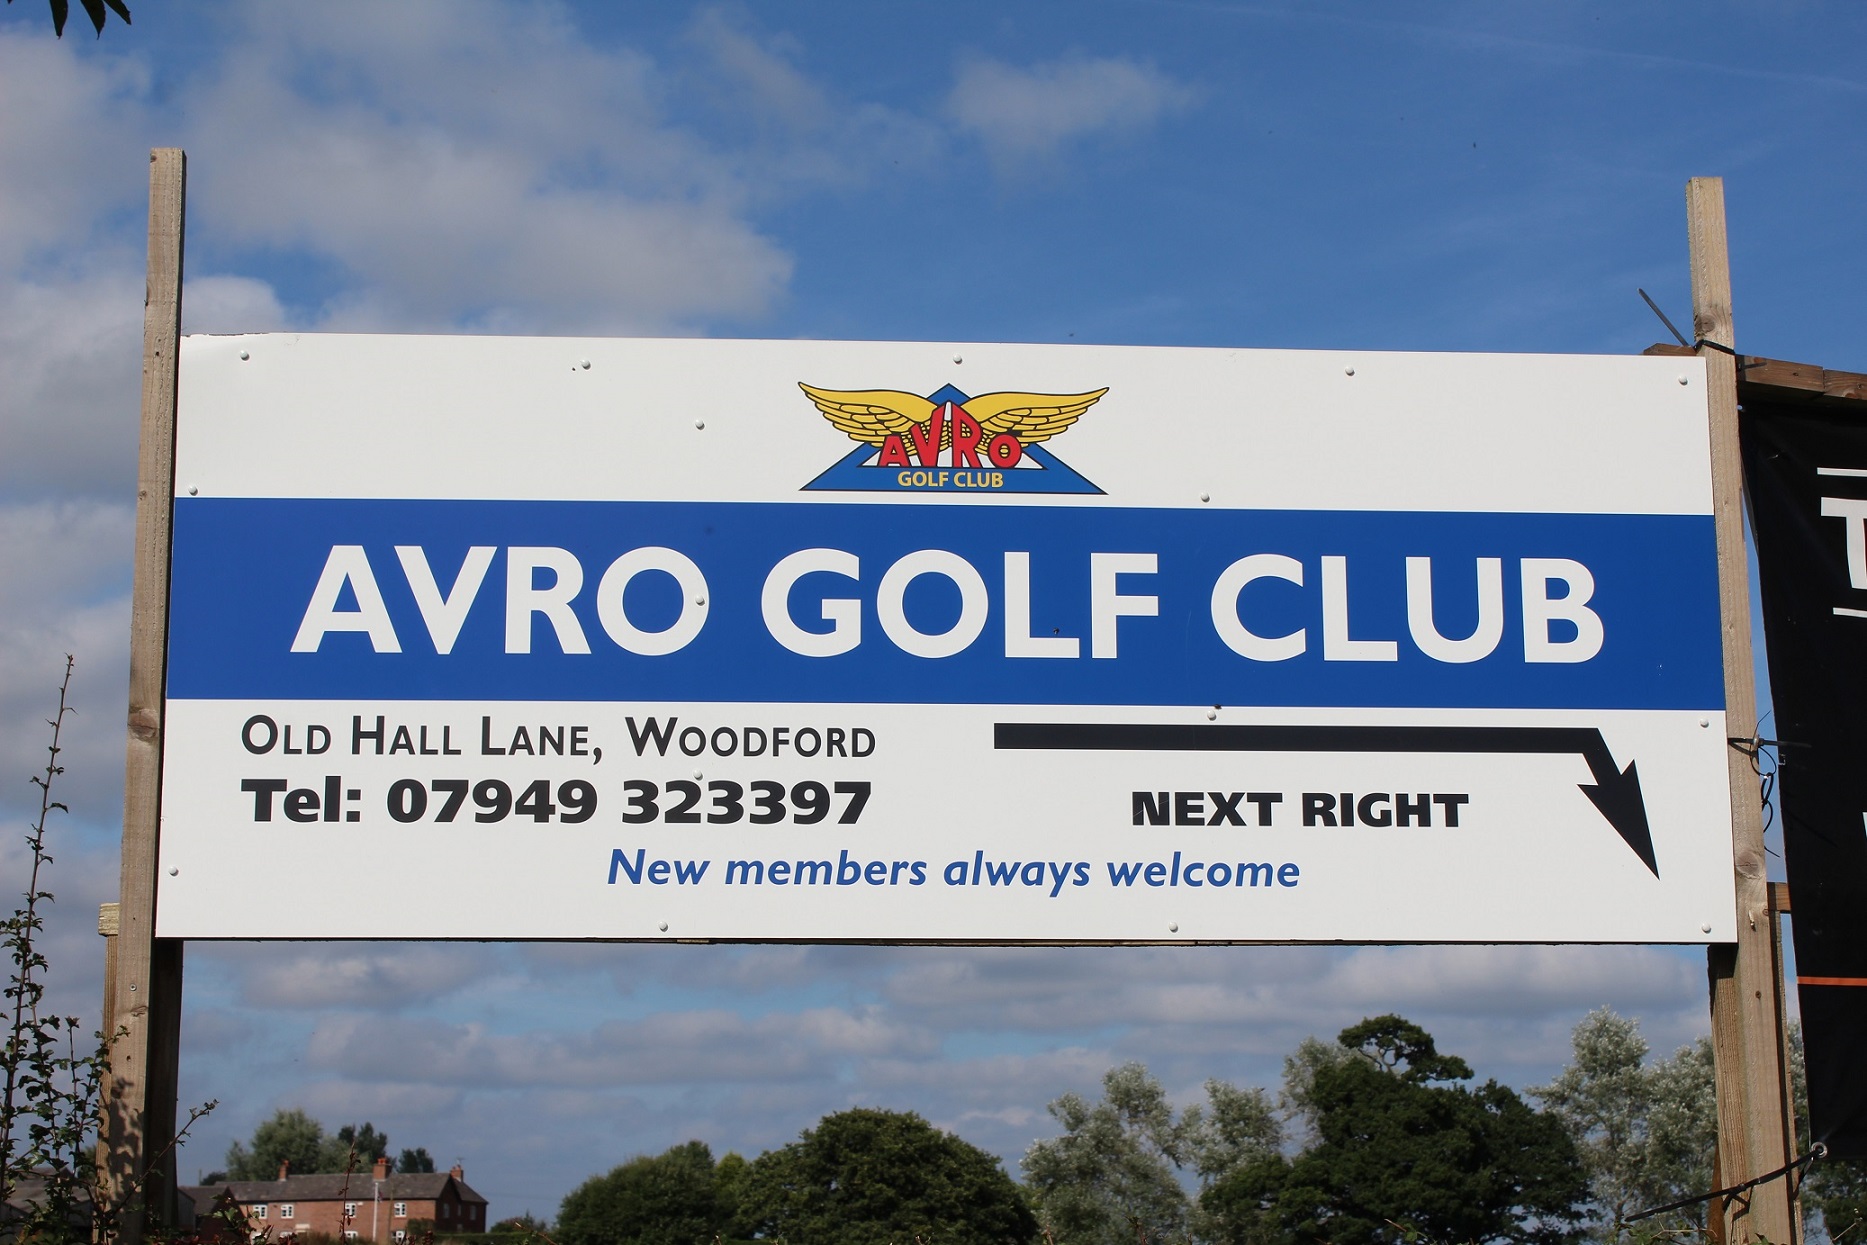 AVRO
GOLF CLUB
AVRO GOLF CLUB
OLD HALL LANE, WOODFORD
Tel: 07949 323397
NEXT RIGHT
New members always welcome